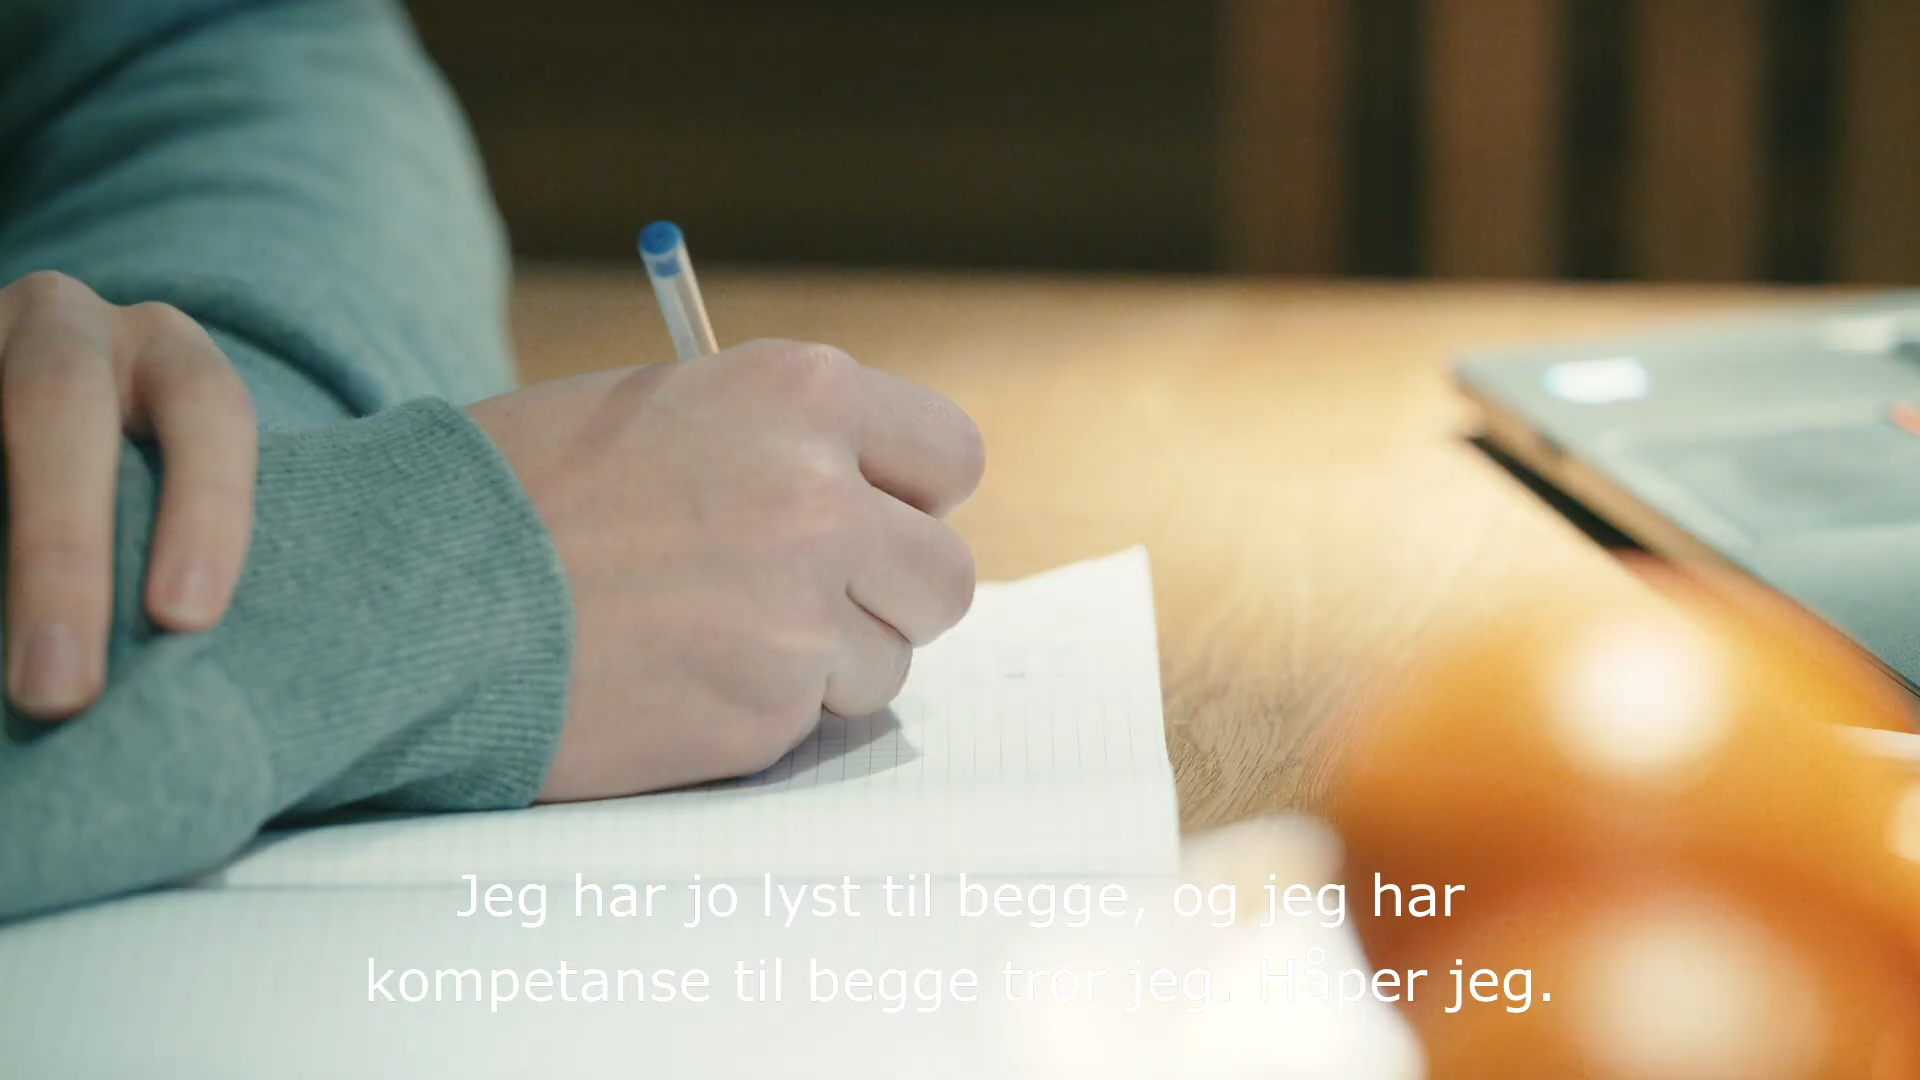 Jeg har jo lyst til begge, og jeg har
kompetanse til begge tror jeg. Håper jeg.